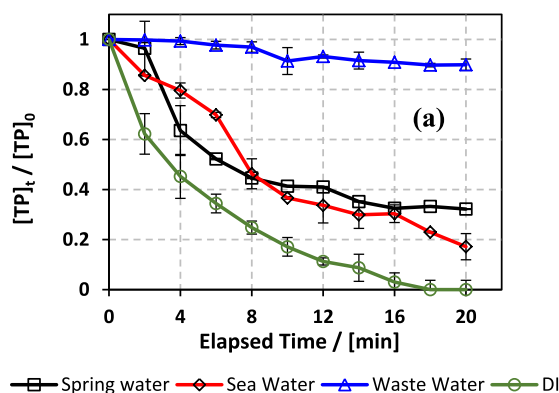 1
0.8
0.6
0.4
0.2
0
[TP]t / [TP]0
(a)
0 4 8 12 16 20
Elapsed Time / [min]
Spring water Sea Water Waste Water DI